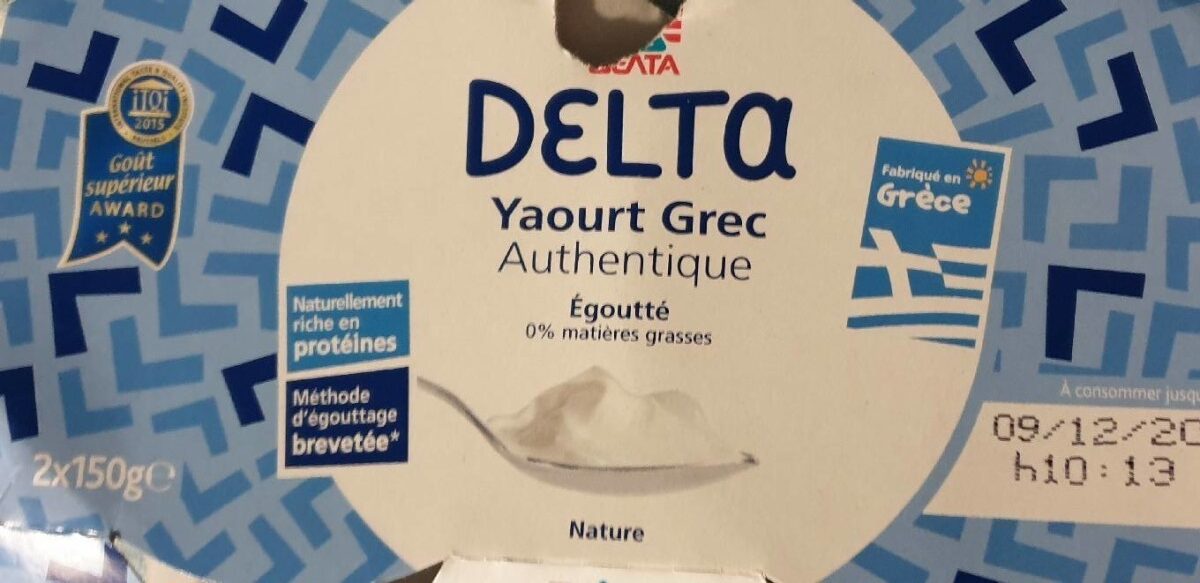 iTQi
2015
Goût
supérieur
AWARD
DELTA
Yaourt Grec
Authentique
Égoutté
0% matières grasses
Fabriqué en
Grèce
Naturellement
riche en
protéines
Méthode
d'égouttage
brevetée*
2x150g℮
Nature
À consommer jusqu
09/12/20
h10:13